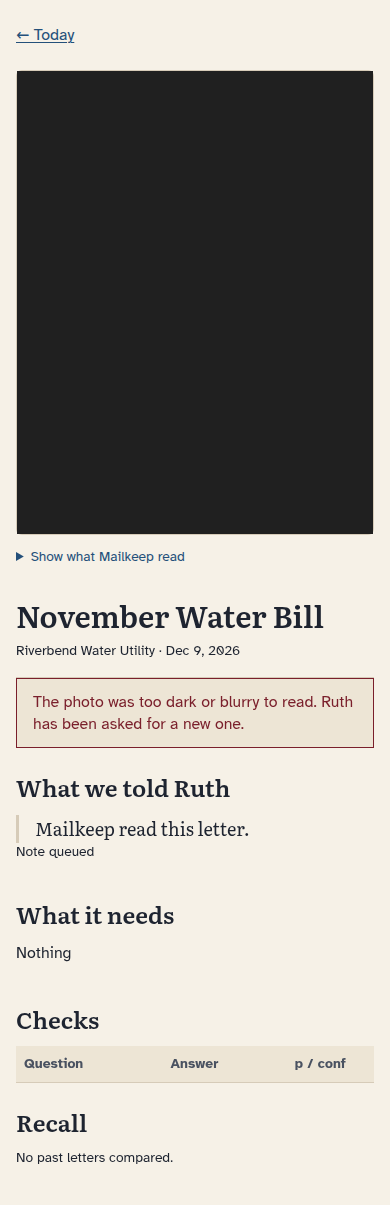 ← Today
Show what Mailkeep read
November Water Bill
Riverbend Water Utility · Dec 9, 2026
The photo was too dark or blurry to read. Ruth
has been asked for a new one.
What we told Ruth
Mailkeep read this letter.
Note queued
What it needs
Nothing
Checks
Question Answer p / conf
Recall
No past letters compared.